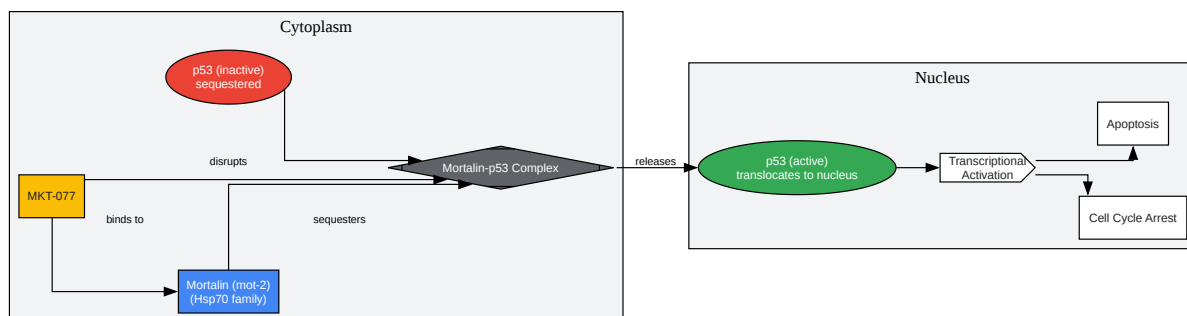 Cytoplasm
p53 (inactive)
sequestered
disrupts
Mortalin-p53 Complex
MKT-077
binds to
sequesters
Mortalin (mot-2)
(Hsp70 family)
releases
Nucleus
p53 (active)
translocates to nucleus
Transcriptional
Activation
Apoptosis
Cell Cycle Arrest